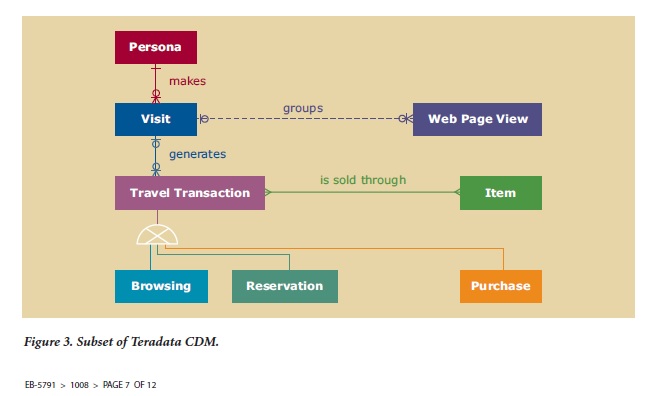 Persona
makes
Visit
groups
Web Page View
generates
Travel Transaction
is sold through
Item
Browsing
Reservation
Purchase
Figure 3. Subset of Teradata CDM.
EB-5791 > 1008 > PAGE 7 OF 12